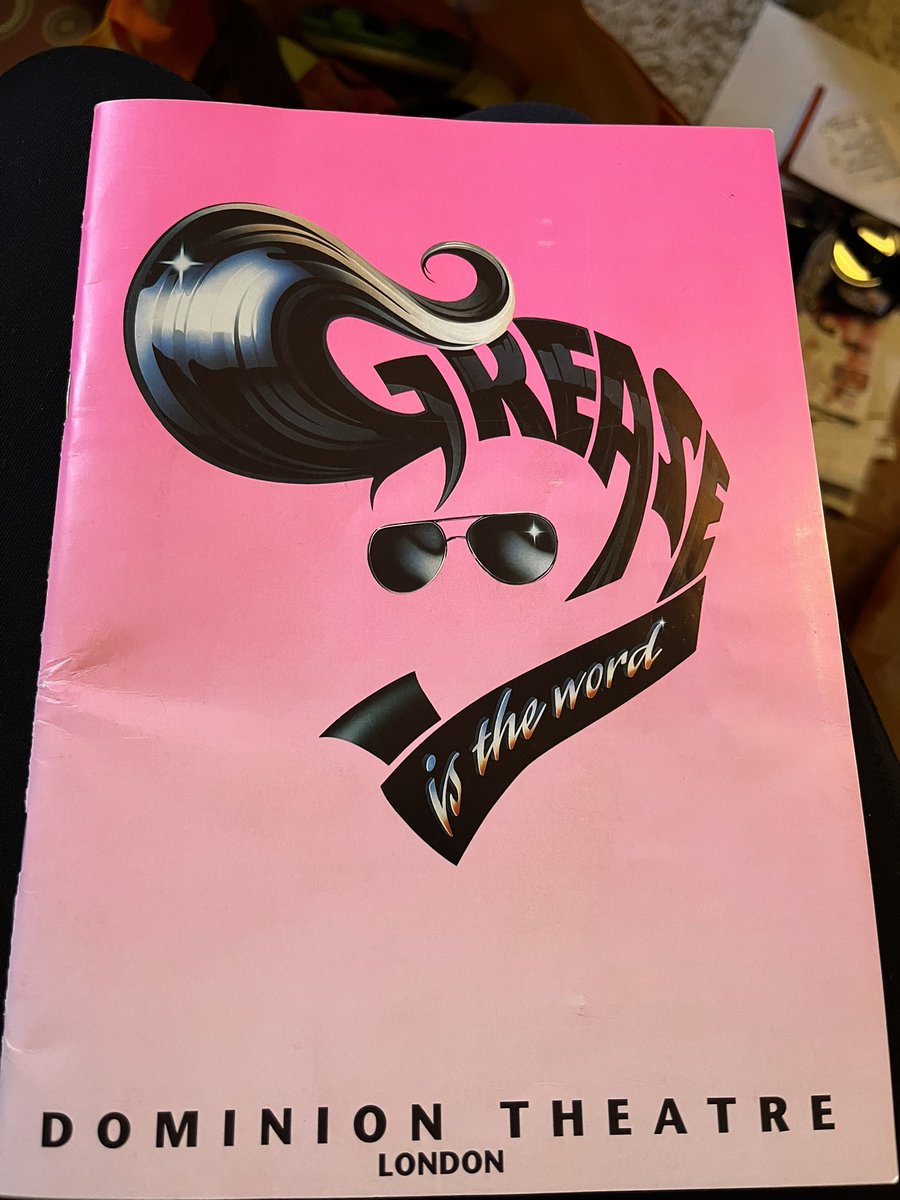 GREASE
is the word
DOMINION THEATRE
LONDON